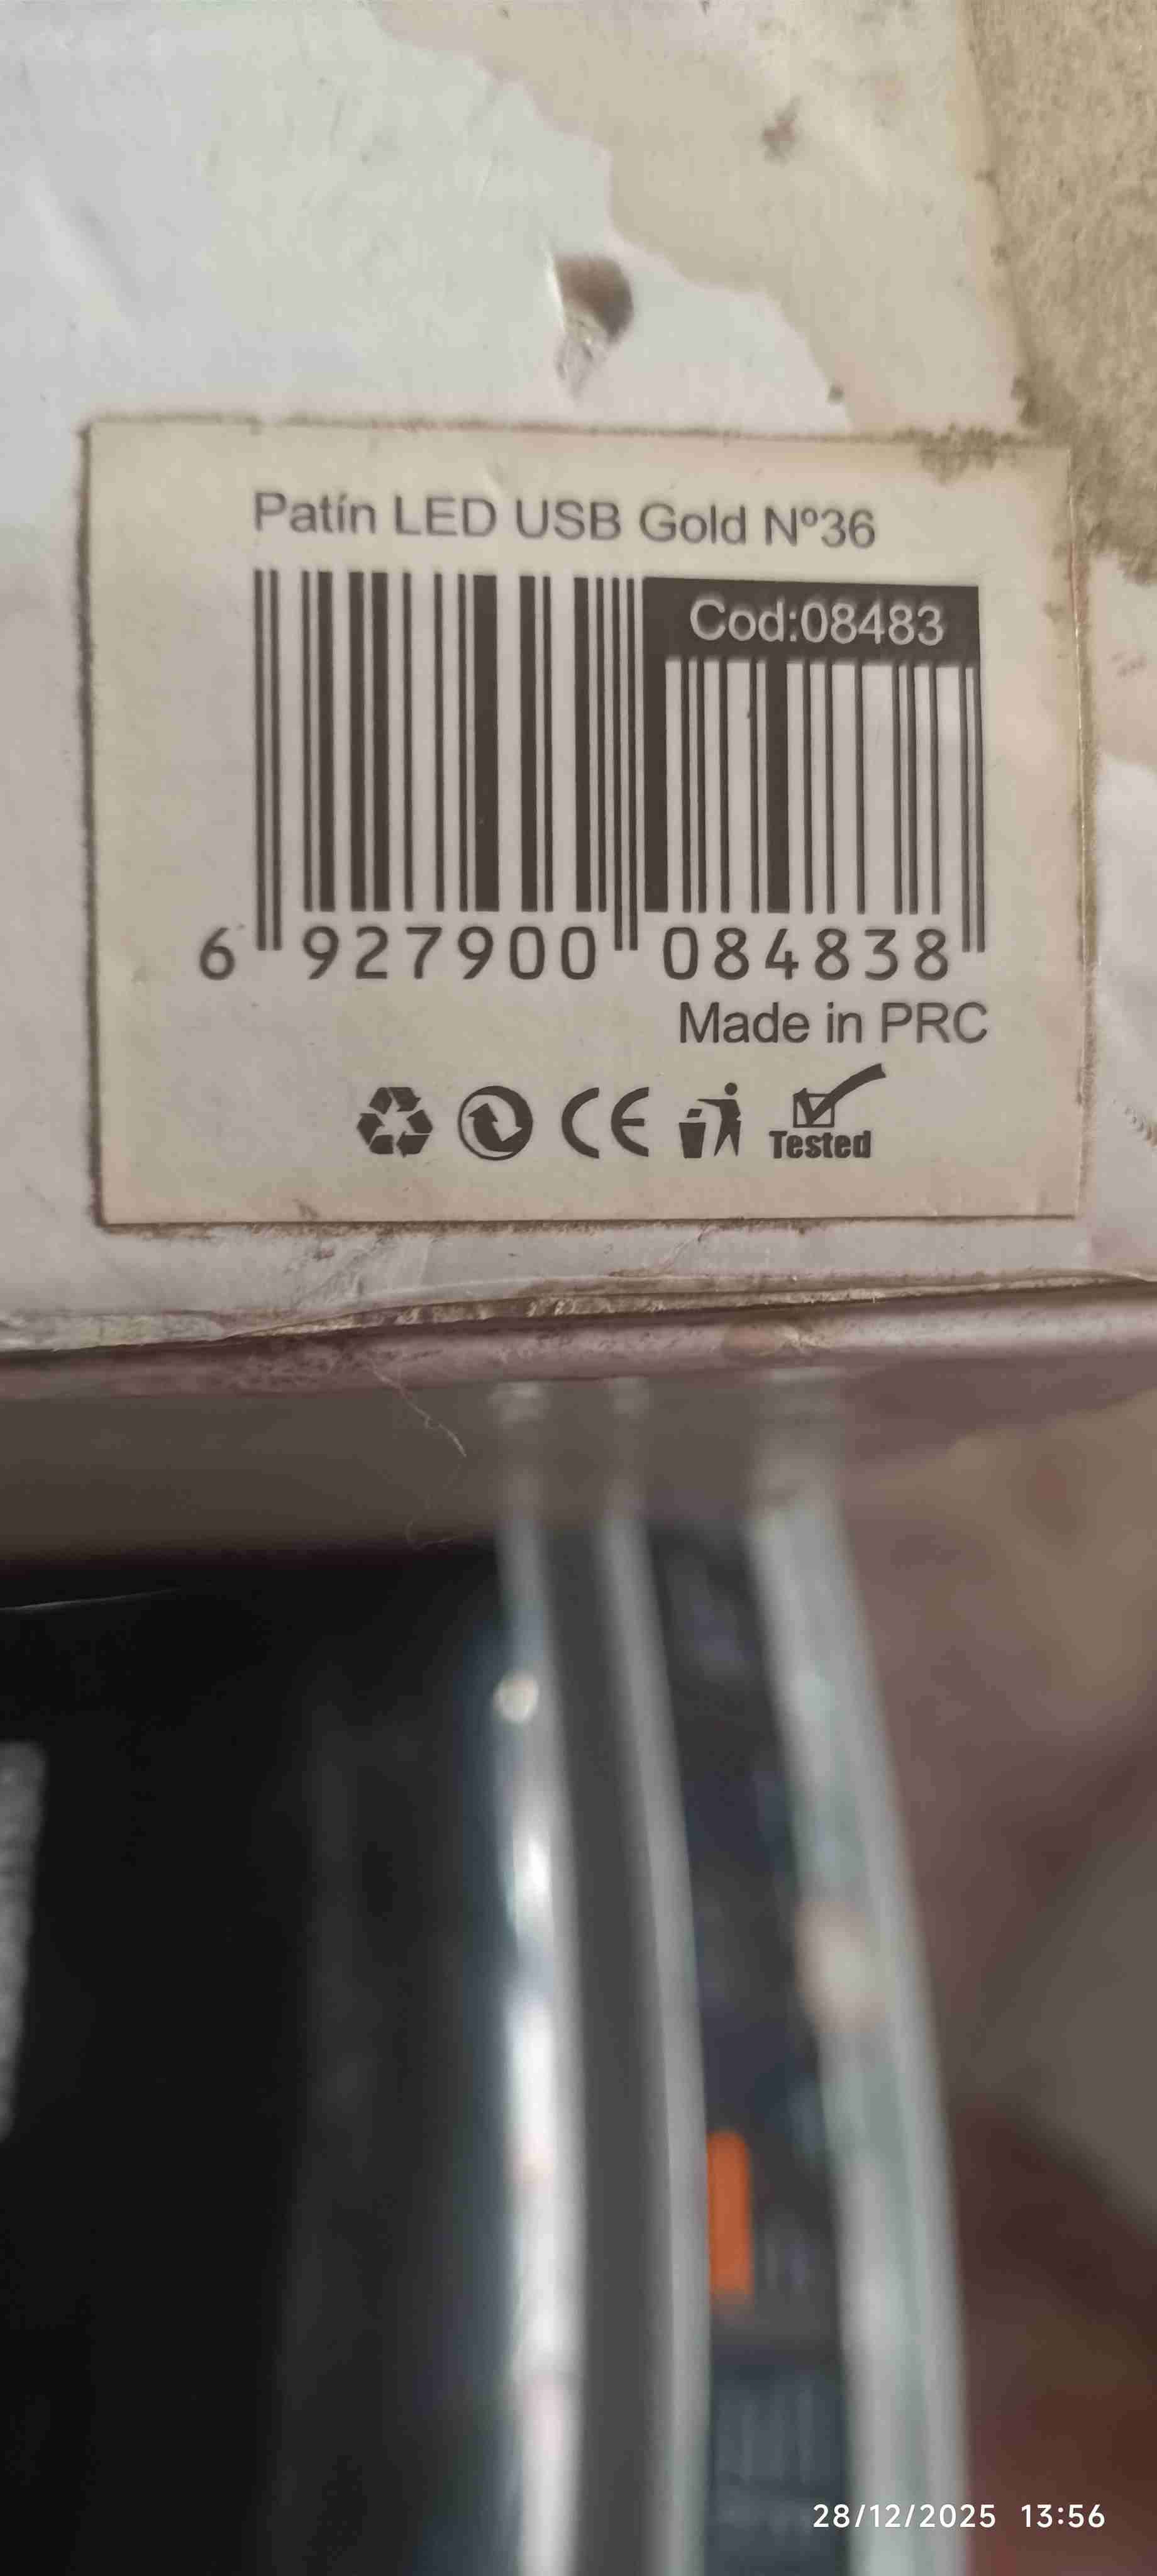 Patín LED USB Gold Nº36
Cod:08483
6 927900 084838
Made in PRC
CE
Tested
28/12/2025 13:56